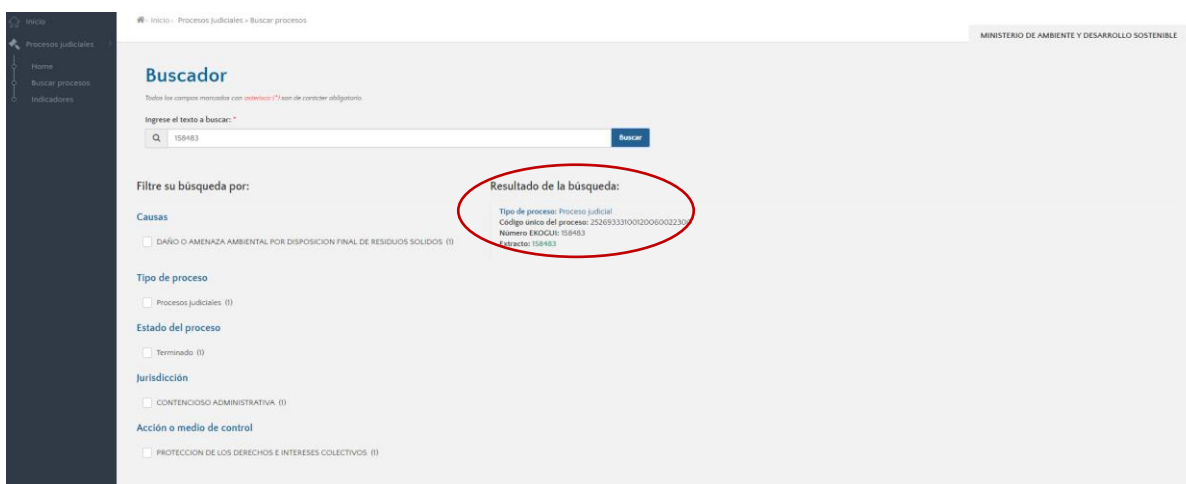 Inicio
Procesos judiciales
Home
Buscar procesos
Indicadores
Inicio › Procesos Judiciales » Buscar procesos
MINISTERIO DE AMBIENTE Y DESARROLLO SOSTENIBLE
Buscador
Todos los campos marcados con asterisco (*) son de carácter obligatorio.
Ingrese el texto a buscar: *
158483
Buscar
Filtre su búsqueda por:
Causas
DAÑO O AMENAZA AMBIENTAL POR DISPOSICION FINAL DE RESIDUOS SOLIDOS (1)
Tipo de proceso
Procesos judiciales (1)
Estado del proceso
Terminado (1)
Jurisdicción
CONTENCIOSO ADMINISTRATIVA (1)
Acción o medio de control
PROTECCION DE LOS DERECHOS E INTERESES COLECTIVOS (1)
Resultado de la búsqueda:
Tipo de proceso: Proceso judicial
Código único del proceso: 25269333100120060022300
Número EKOGUI: 158483
Extracto: 158483